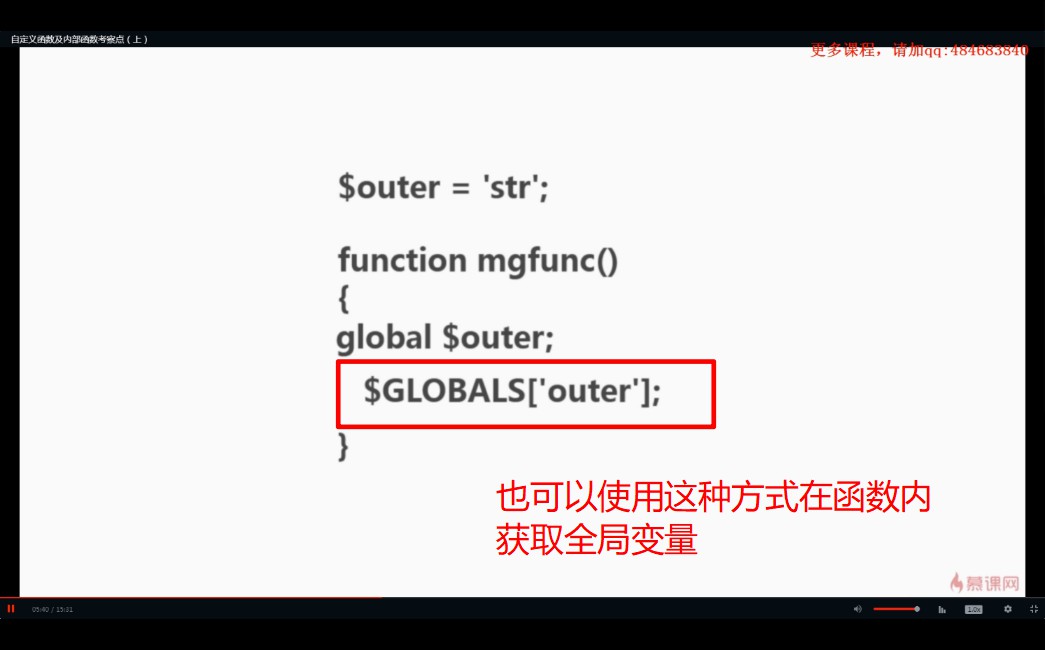 自定义函数及内部函数考察点（上）
更多课程，请加qq:484683840
$outer = 'str';
function mgfunc()
{
global $outer;
$GLOBALS['outer'];
}
也可以使用这种方式在函数内
获取全局变量
慕课网
05:40 / 15:31
1.0x